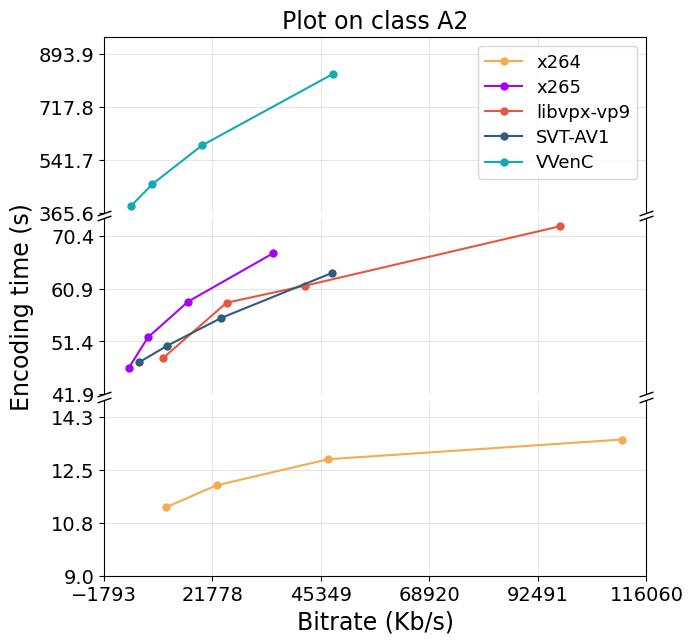 Plot on class A2
893.9
717.8
541.7
365.6
70.4
60.9
51.4
41.9
14.3
12.5
10.8
9.0
Encoding time (s)
x264
x265
libvpx-vp9
SVT-AV1
VVenC
−1793 21778 45349 68920 92491 116060
Bitrate (Kb/s)